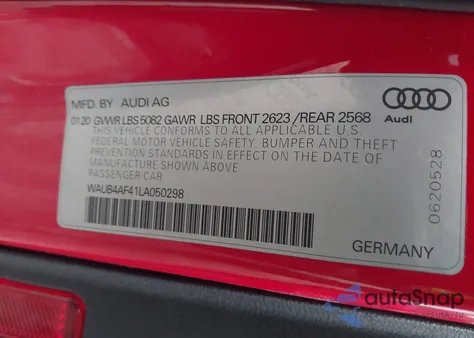 MFD. BY AUDI AG
01 20 GVWR LBS 5082 GAWR LBS FRONT 2623 /REAR 2568
THIS VEHICLE CONFORMS TO ALL APPLICABLE U S
FEDERAL MOTOR VEHICLE SAFETY, BUMPER AND THEFT
PREVENTION STANDARDS IN EFFECT ON THE DATE OF
MANUFACTURE SHOWN ABOVE
PASSENGER CAR
WAUB4AF41LA050298
Audi
0620528
GERMANY
autoSnap